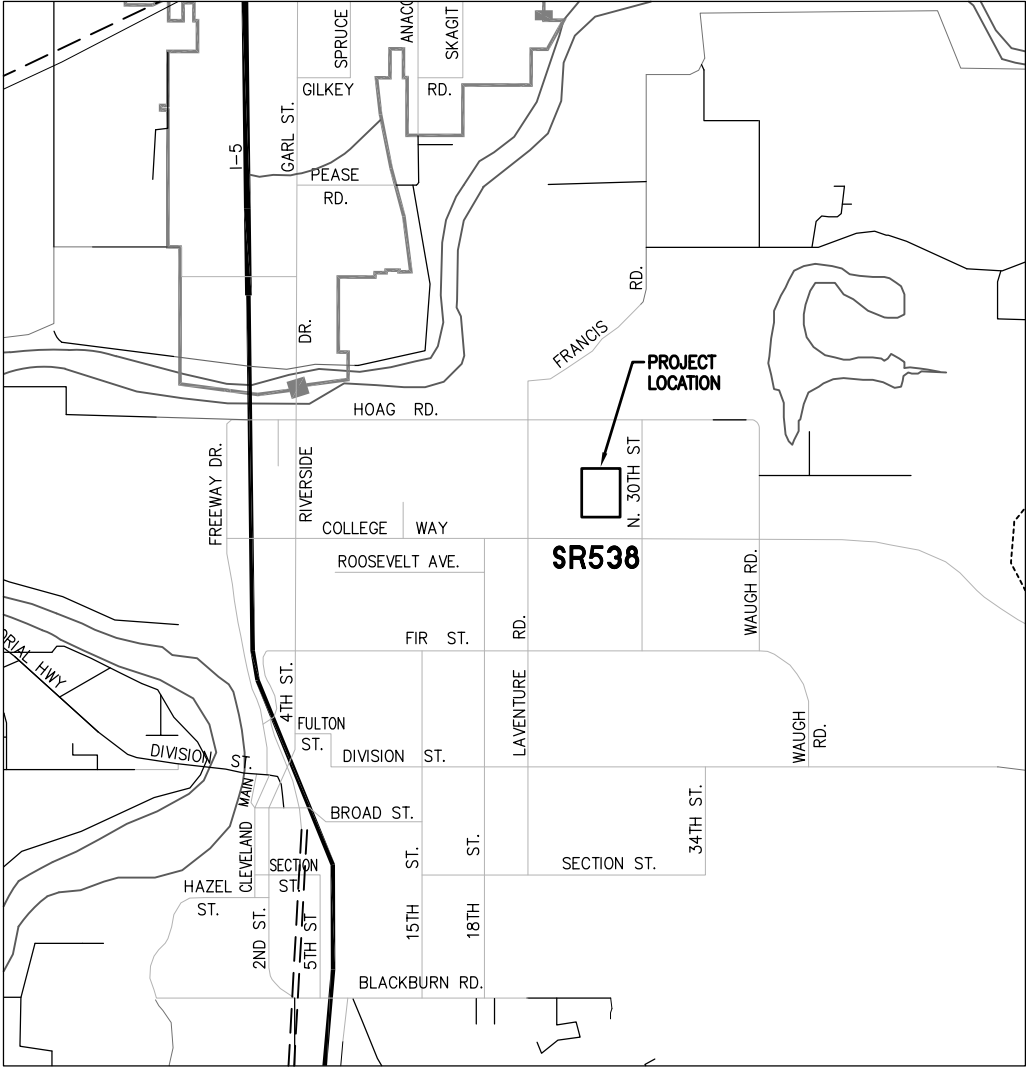 SPRUCE
ANACO
SKAGIT
GILKEY RD.
GARL ST.
I-5
PEASE
RD.
DR.
RD.
FRANCIS
PROJECT
LOCATION
HOAG RD.
FREEWAY DR.
RIVERSIDE
N. 30TH ST
COLLEGE WAY
SR538
ROOSEVELT AVE.
WAUGH RD.
FIR ST.
RD.
ORIAL HWY
4TH ST.
LAVENTURE
FULTON
ST.
WAUGH
RD.
DIVISION ST.
DIVISION ST.
MAIN
BROAD ST.
34TH ST.
CLEVELAND
SECTION
ST.
ST.
ST.
SECTION ST.
HAZEL
ST.
2ND ST.
5TH ST
15TH
18TH
BLACKBURN RD.